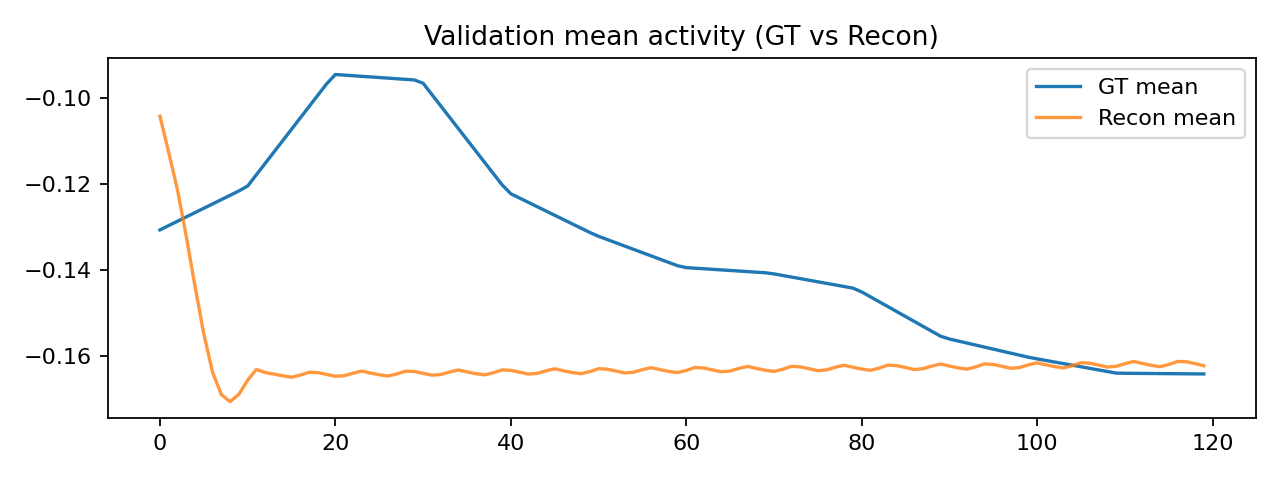 Validation mean activity (GT vs Recon)
GT mean
Recon mean
−0.10
−0.12
−0.14
−0.16
0 20 40 60 80 100 120